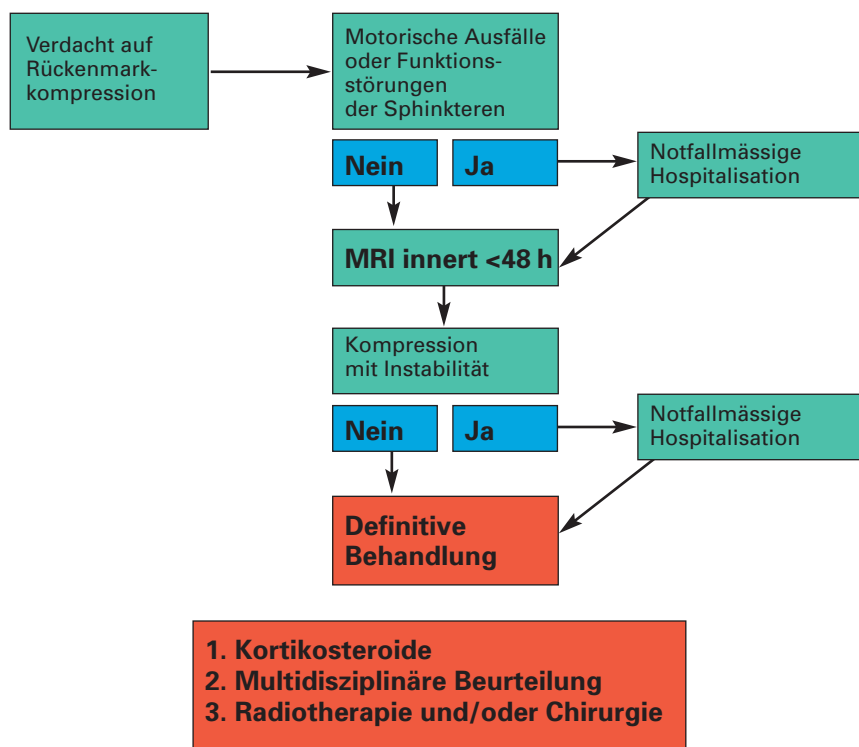 Verdacht auf
Rückenmark-
kompression
Motorische Ausfälle
oder Funktions-
störungen
der Sphinkteren
Nein
Ja
Notfallmässige
Hospitalisation
MRI innert <48 h
Kompression
mit Instabilität
Nein
Ja
Notfallmässige
Hospitalisation
Definitive
Behandlung
1. Kortikosteroide
2. Multidisziplinäre Beurteilung
3. Radiotherapie und/oder Chirurgie